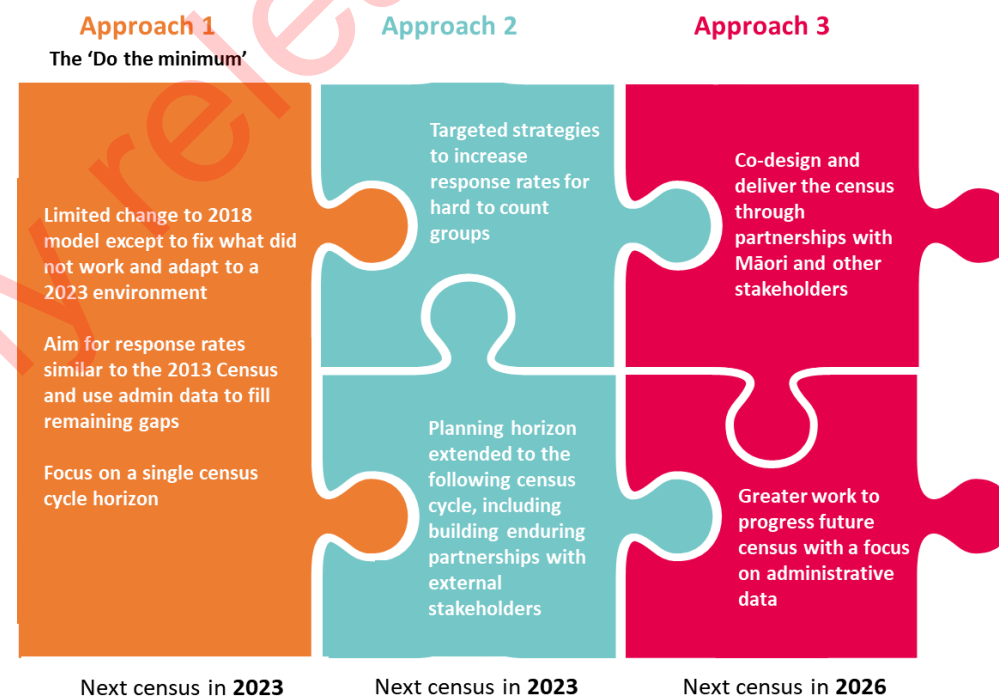 Approach 1
The ‘Do the minimum’
Limited change to 2018
model except to fix what did
not work and adapt to a
2023 environment
Aim for response rates
similar to the 2013 Census
and use admin data to fill
remaining gaps
Focus on a single census
cycle horizon
Next census in 2023
Approach 2
Targeted strategies
to increase
response rates for
hard to count
groups
Planning horizon
extended to the
following census
cycle, including
building enduring
partnerships with
external
stakeholders
Next census in 2023
Approach 3
Co-design and
deliver the census
through
partnerships with
Māori and other
stakeholders
Greater work to
progress future
census with a focus
on administrative
data
Next census in 2026